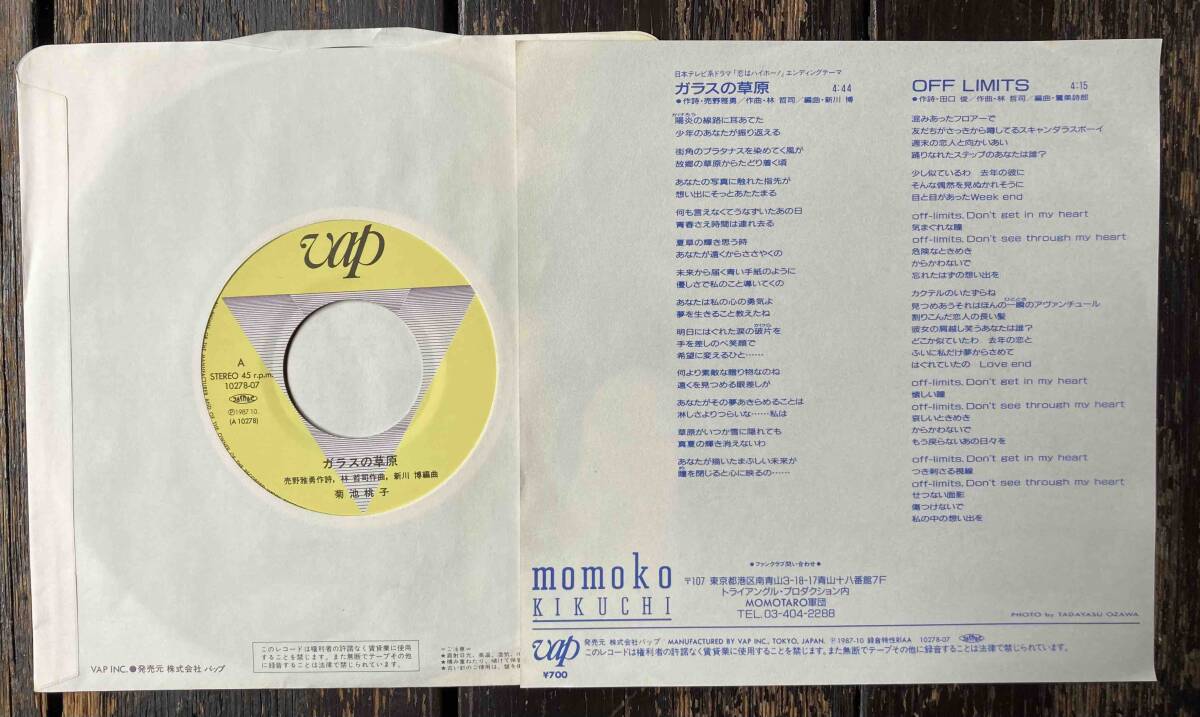 vap
A
STEREO 45 r.p.m.
10278-07
Ⓟ1987.10.
(A 10278)
ガラスの草原
売野雅勇作詩, 林 哲司作曲, 新川 博編曲
菊池桃子
VAP INC.●発売元 株式会社バップ
このレコードは権利者の許諾なく賃貸業に使用
することを禁じます。また無断でテープその他
に録音することは法律で禁じられています。
日本テレビ系ドラマ「恋はハイホー!」エンディングテーマ
ガラスの草原 4:44
●作詩・売野雅勇/作曲・林 哲司/編曲・新川 博
かげろう
陽炎の線路に耳あてた
少年のあなたが振り返える
街角のプラタナスを染めてく風が
故郷の草原からたどり着く頃
あなたの写真に触れた指先が
想い出にそっとあたたまる
何も言えなくてうなずいたあの日
青春さえ時間は連れ去る
夏草の輝き思う時
あなたが遠くからささやくの
未来から届く青い手紙のように
優しさで私のこと導いてくの
あなたは私の心の勇気よ
夢を生きること教えたね
かけら
明日にはぐれた涙の破片を
手を差しのべ笑顔で
希望に変えるひと……
何より素敵な贈り物なのね
遠くを見つめる眼差しが
あなたがその夢あきらめることは
淋しさよりつらいな……私は
草原がいつか雪に隠れても
真夏の輝き消えないわ
あなたが描いたまぶしい未来が
め
瞳を閉じると心に映るの……
OFF LIMITS 4:15
●作詩・田口 俊/作曲・林 哲司/編曲・鷺巣詩郎
混みあったフロアーで
友だちがさっきから噂してるスキャンダラスボーイ
週末の恋人と向かいあい
踊りなれたステップのあなたは誰?
少し似ているわ 去年の彼に
そんな偶然を見ぬかれそうに
目と目があったWeek end
off-limits. Don't get in my heart
気まぐれな瞳
off-limits. Don't see through my heart
危険なときめき
からかわないで
忘れたはずの想い出を
カクテルのいたずらね
ひととき
見つめあうそれはほんの一瞬のアヴァンチュール
割りこんだ恋人の長い髪
彼女の肩越し笑うあなたは誰?
どこか似ていたわ 去年の恋と
ふいに私だけ夢からさめて
はぐれていたの Love end
off-limits. Don't get in my heart
懐しい瞳
off-limits. Don't see through my heart
哀しいときめき
からかわないで
もう戻らないあの日々を
off-limits. Don't get in my heart
つき刺さる視線
off-limits. Don't see through my heart
せつない面影
傷つけないで
私の中の想い出を
momoko
KIKUCHI
●ファンクラブ問い合わせ●
〒107 東京都港区南青山3-18-17青山十八番館7F
トライアングル・プロダクション内
MOMOTARO軍団
TEL.03-404-2288
PHOTO by TADAYASU OZAWA
vap
発売元 株式会社バップ MANUFACTURED BY VAP INC., TOKYO, JAPAN. Ⓟ1987・10 録音特性RIAA 10278-07
このレコードは権利者の許諾なく賃貸業に使用することを禁じます。また無断でテープその他に録音することは法律で禁じられています。
¥700